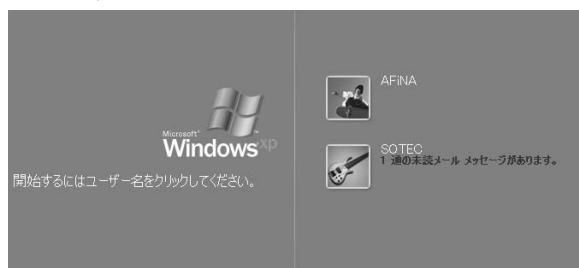 Microsoft®
Windows xp
開始するにはユーザー名をクリックしてください。
AFiNA
SOTEC
1 通の未読メール メッセージがあります。